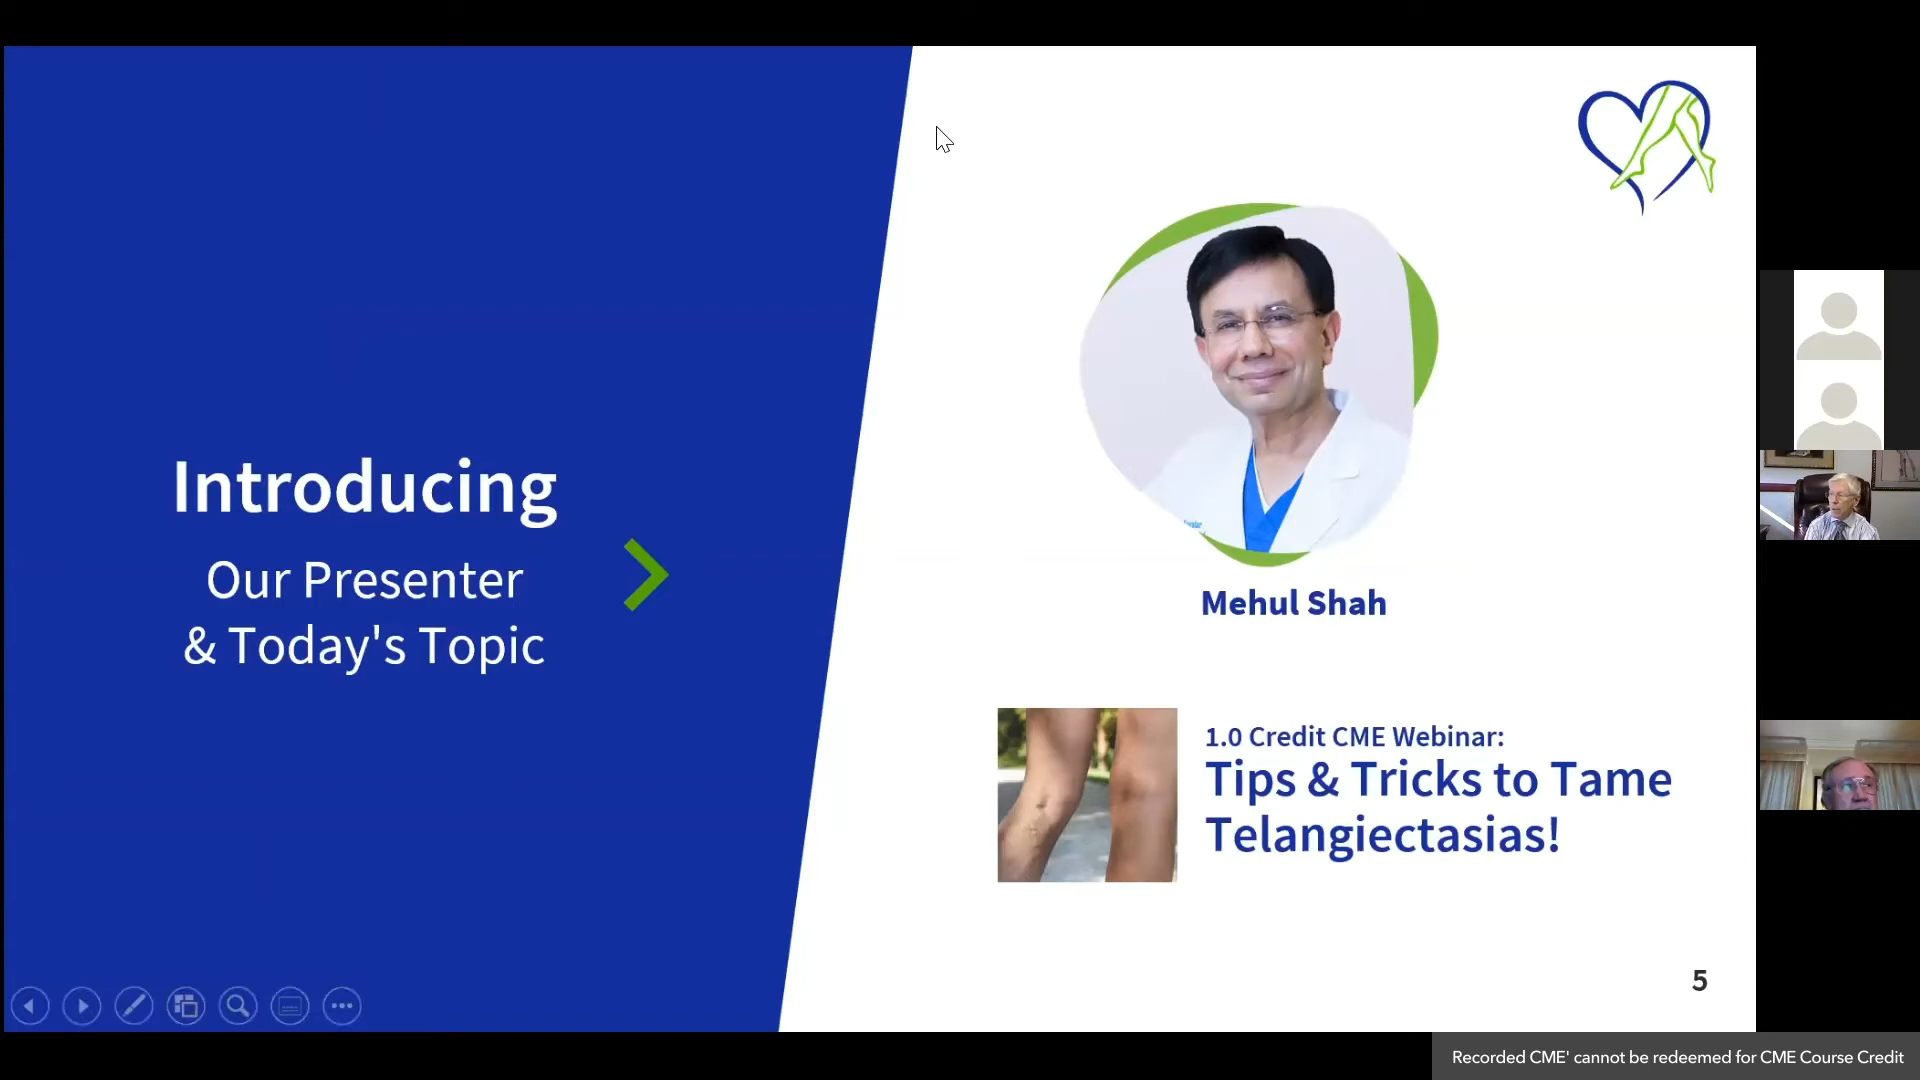 Introducing
Our Presenter
& Today's Topic
Mehul Shah
1.0 Credit CME Webinar:
Tips & Tricks to Tame
Telangiectasias!
5
Recorded CME' cannot be redeemed for CME Course Credit